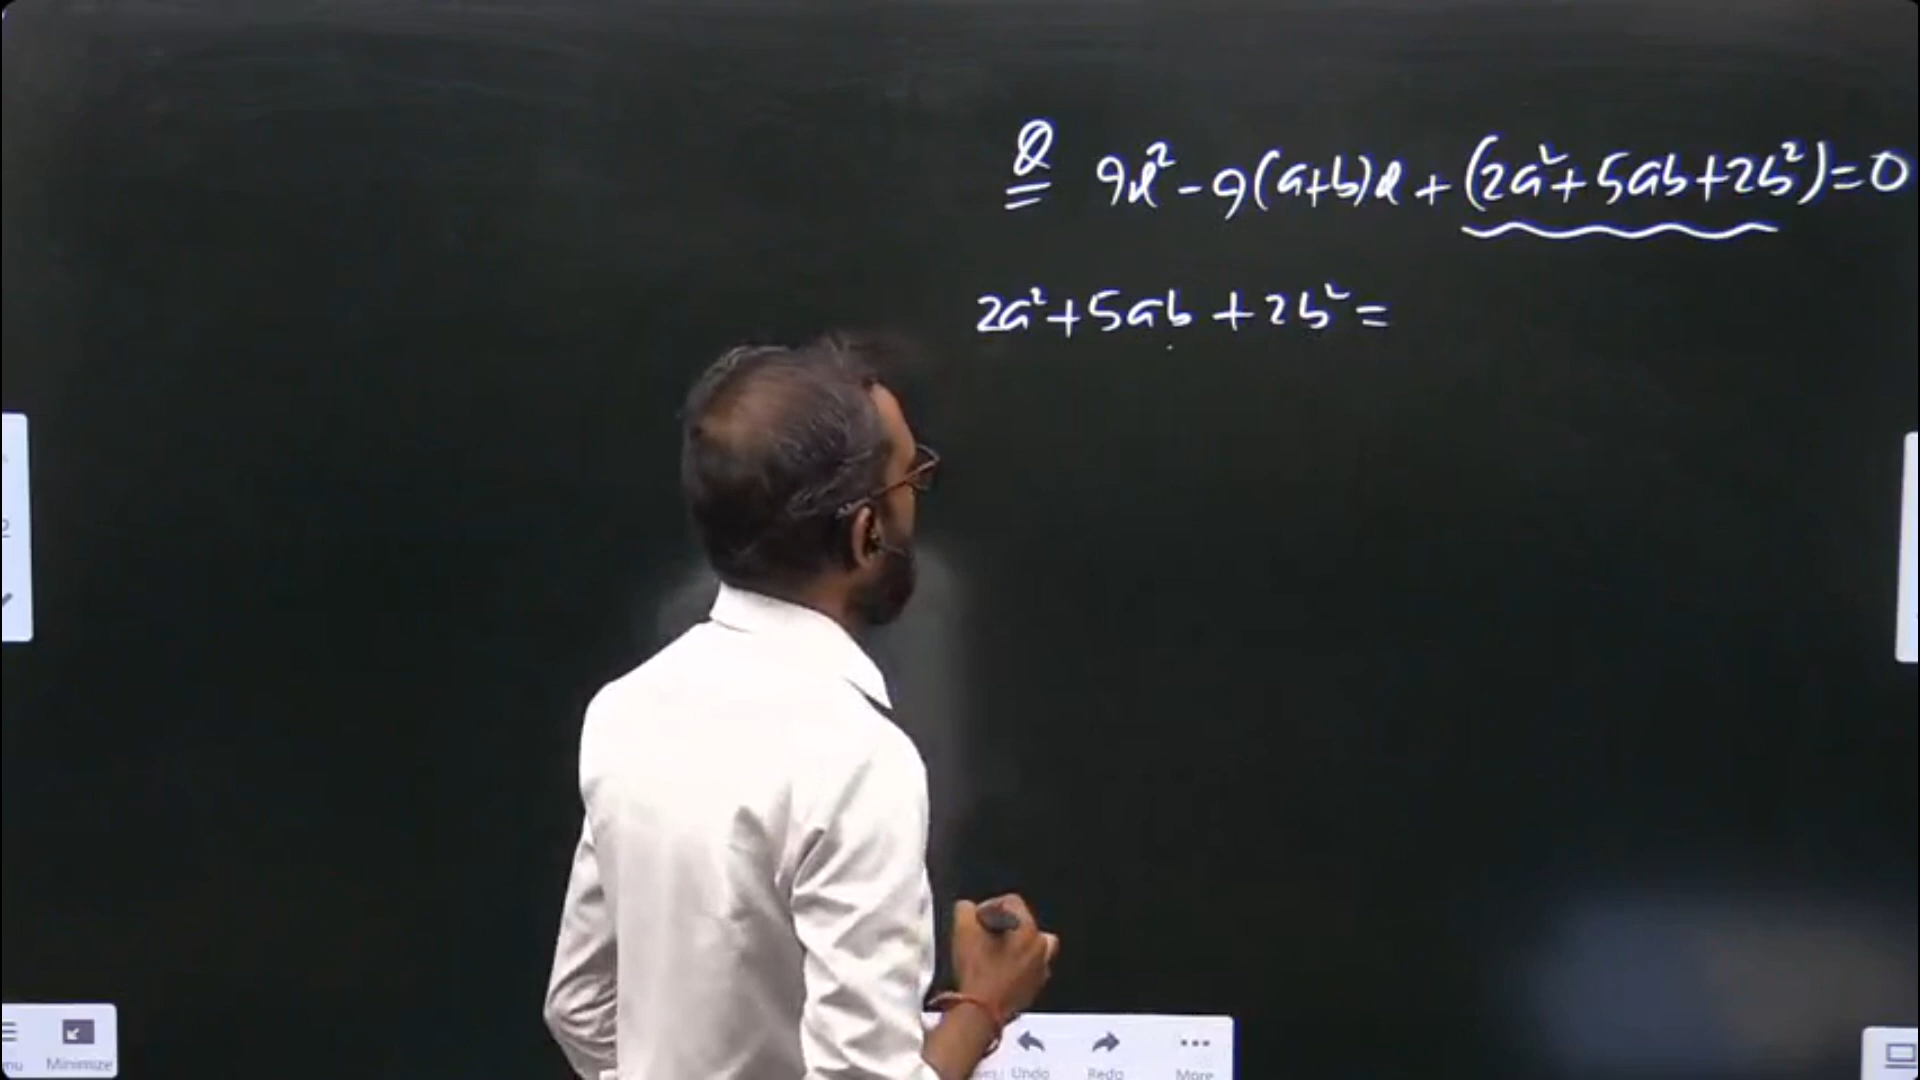 Q 9x² - 9(a+b)x + (2a² + 5ab + 2b²) = 0
2a² + 5ab + 2b² =
Minimize
Undo
Redo
More